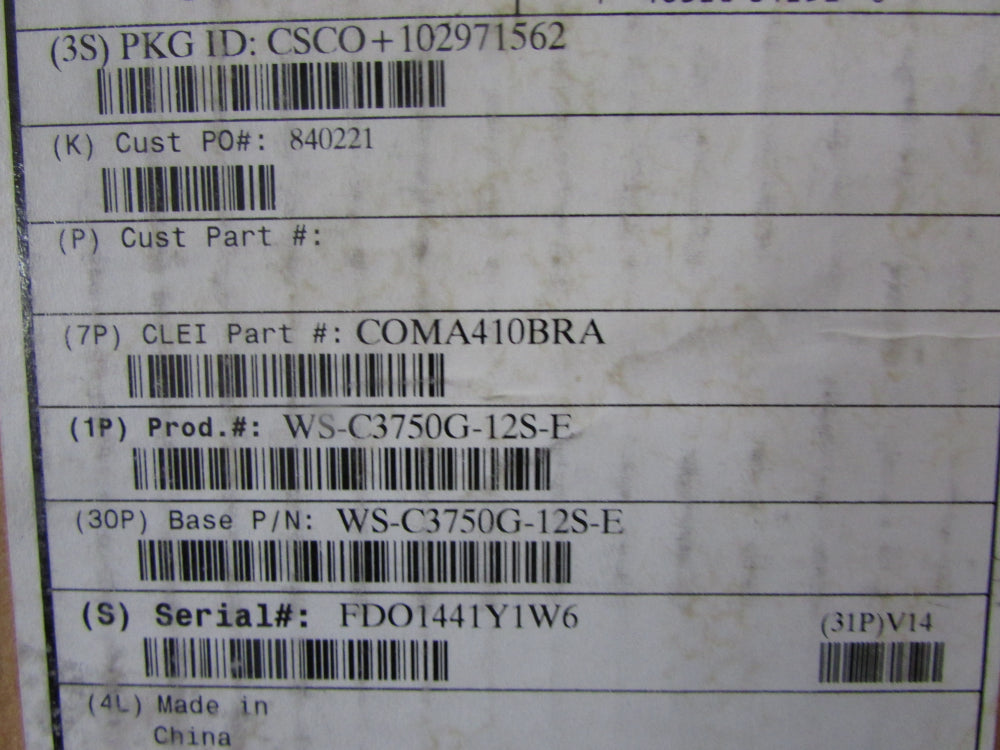 (3S) PKG ID: CSCO+102971562
(K) Cust PO#: 840221
(P) Cust Part #:
(7P) CLEI Part #: COMA410BRA
(1P) Prod.#: WS-C3750G-12S-E
(30P) Base P/N: WS-C3750G-12S-E
(S) Serial#: FDO1441Y1W6
(31P)V14
(4L) Made in
China